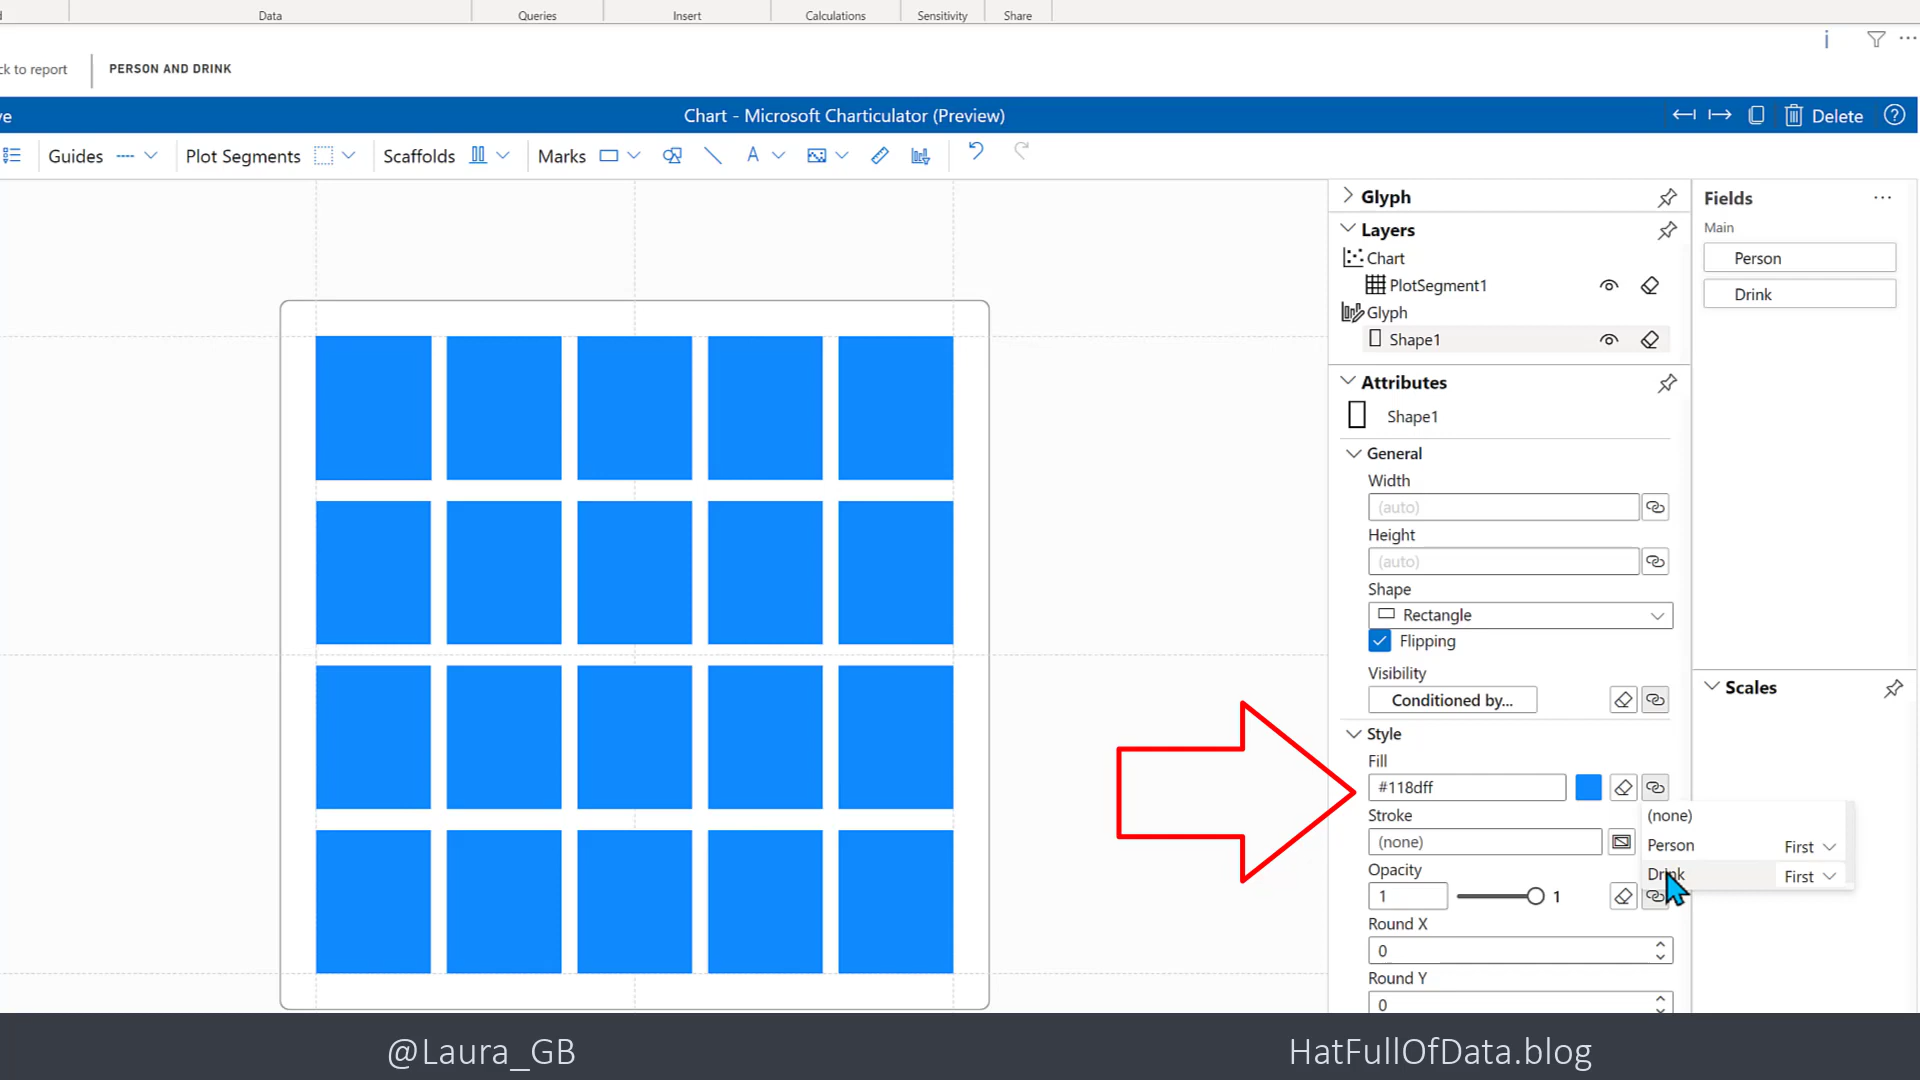 Data
Queries
Insert
Calculations
Sensitivity
Share
ck to report
PERSON AND DRINK
ve
Chart - Microsoft Charticulator (Preview)
Delete
Guides
Plot Segments
Scaffolds
Marks
Glyph
Layers
Chart
PlotSegment1
Glyph
Shape1
Attributes
Shape1
General
Width
(auto)
Height
(auto)
Shape
Rectangle
Flipping
Visibility
Conditioned by...
Style
Fill
#118dff
Stroke
(none)
Opacity
1
1
Round X
0
Round Y
0
(none)
Person First
Drink First
Fields
Main
Person
Drink
Scales
@Laura_GB
HatFullOfData.blog